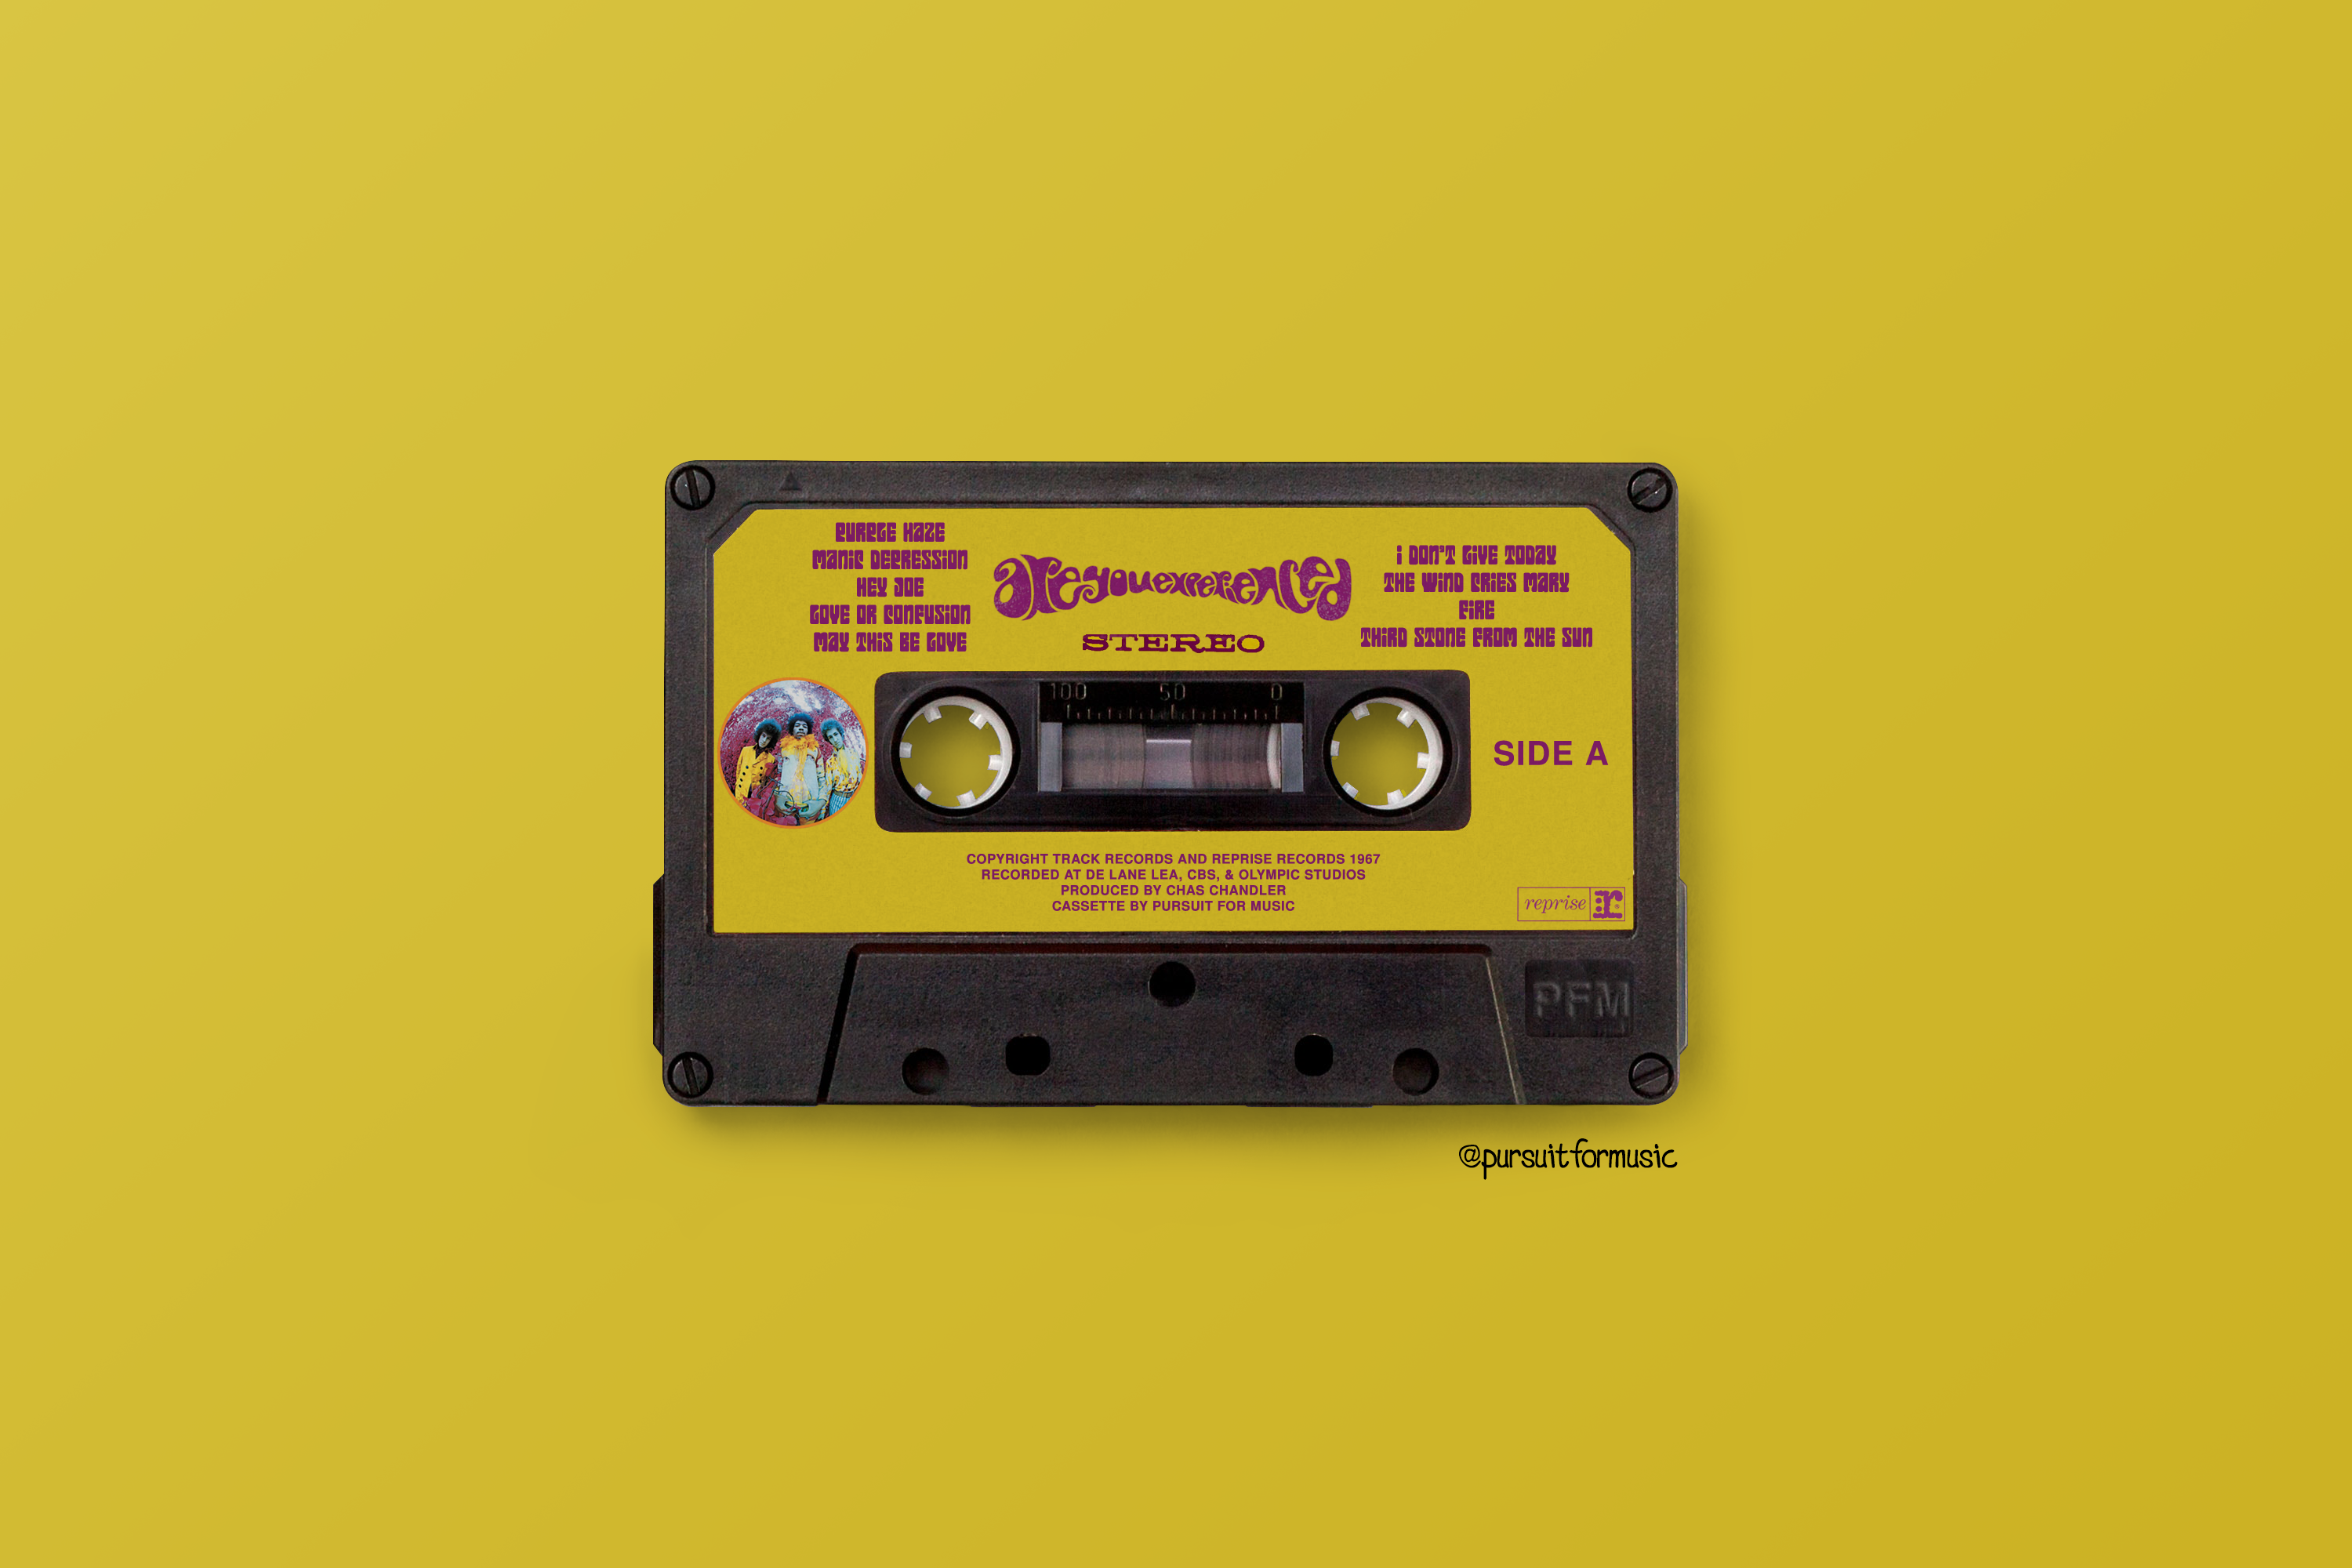 PURPLE HAZE
MANIC DEPRESSION
HEY JOE
LOVE OR CONFUSION
MAY THIS BE LOVE
areyouexperienced
STEREO
i DON'T LIVE TODAY
THE WIND CRIES MARY
FIRE
THIRD STONE FROM THE SUN
100 50 0
SIDE A
COPYRIGHT TRACK RECORDS AND REPRISE RECORDS 1967
RECORDED AT DE LANE LEA, CBS, & OLYMPIC STUDIOS
PRODUCED BY CHAS CHANDLER
CASSETTE BY PURSUIT FOR MUSIC
reprise r:
PFM
@pursuitformusic